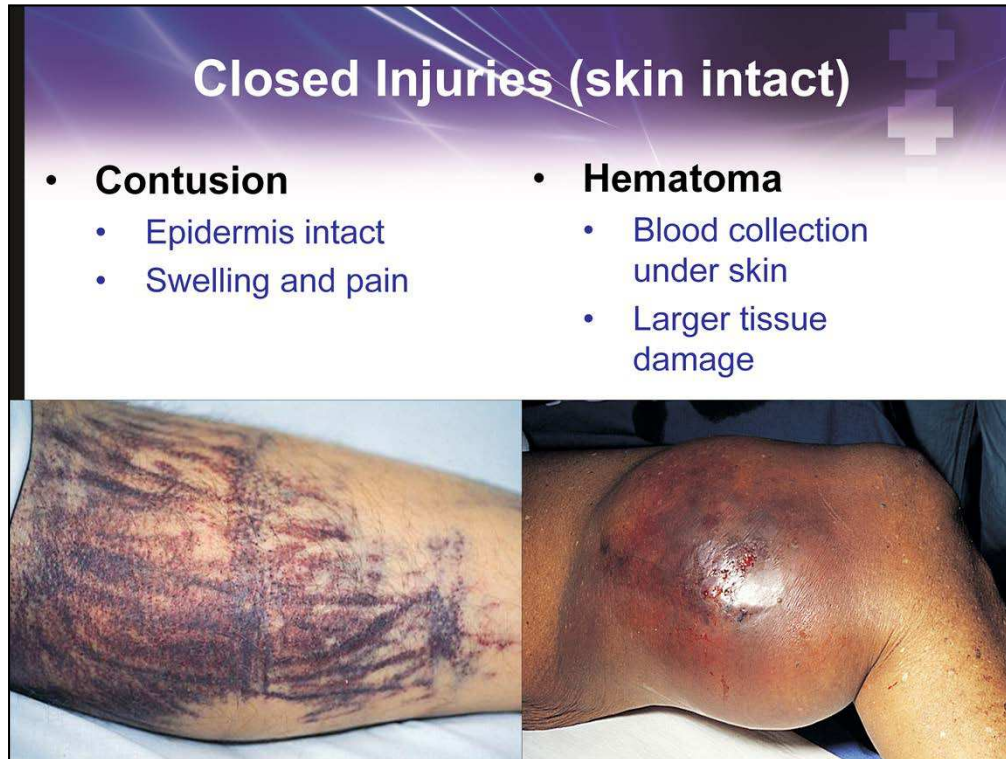 Closed Injuries (skin intact)
• Contusion
• Epidermis intact
• Swelling and pain
• Hematoma
• Blood collection
under skin
• Larger tissue
damage